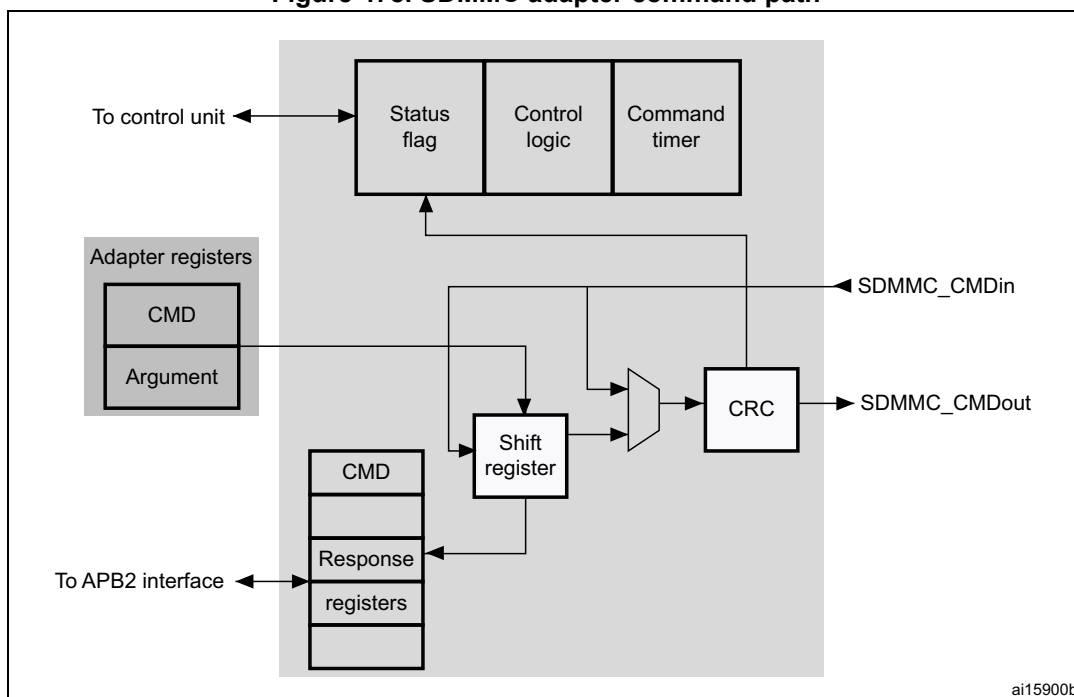 To control unit
Status
flag
Control
logic
Command
timer
Adapter registers
CMD
Argument
SDMMC_CMDin
SDMMC_CMDout
CRC
Shift
register
CMD
Response
registers
To APB2 interface
ai15900b